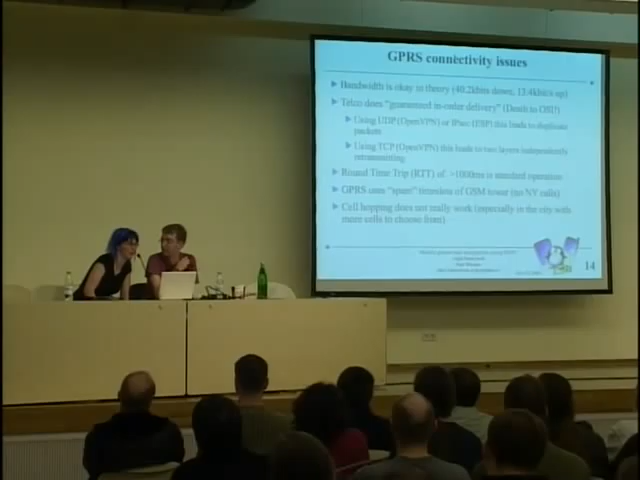 GPRS connectivity issues
Bandwidth is okay in theory (40.2kbits down, 13.4kbit/s up)
Telco does "guaranteed in-order delivery" (Death to OSI!)
Using UDP (OpenVPN) or IPsec (ESP) this leads to duplicate
packets
Using TCP (OpenVPN) this leads to two layers independently
retransmitting
Round Time Trip (RTT) of >1000ms is standard operation
GPRS uses "spare" timeslots of GSM tower (no NY calls)
Cell hopping does not really work (especially in the city with
more cells to choose from)
14